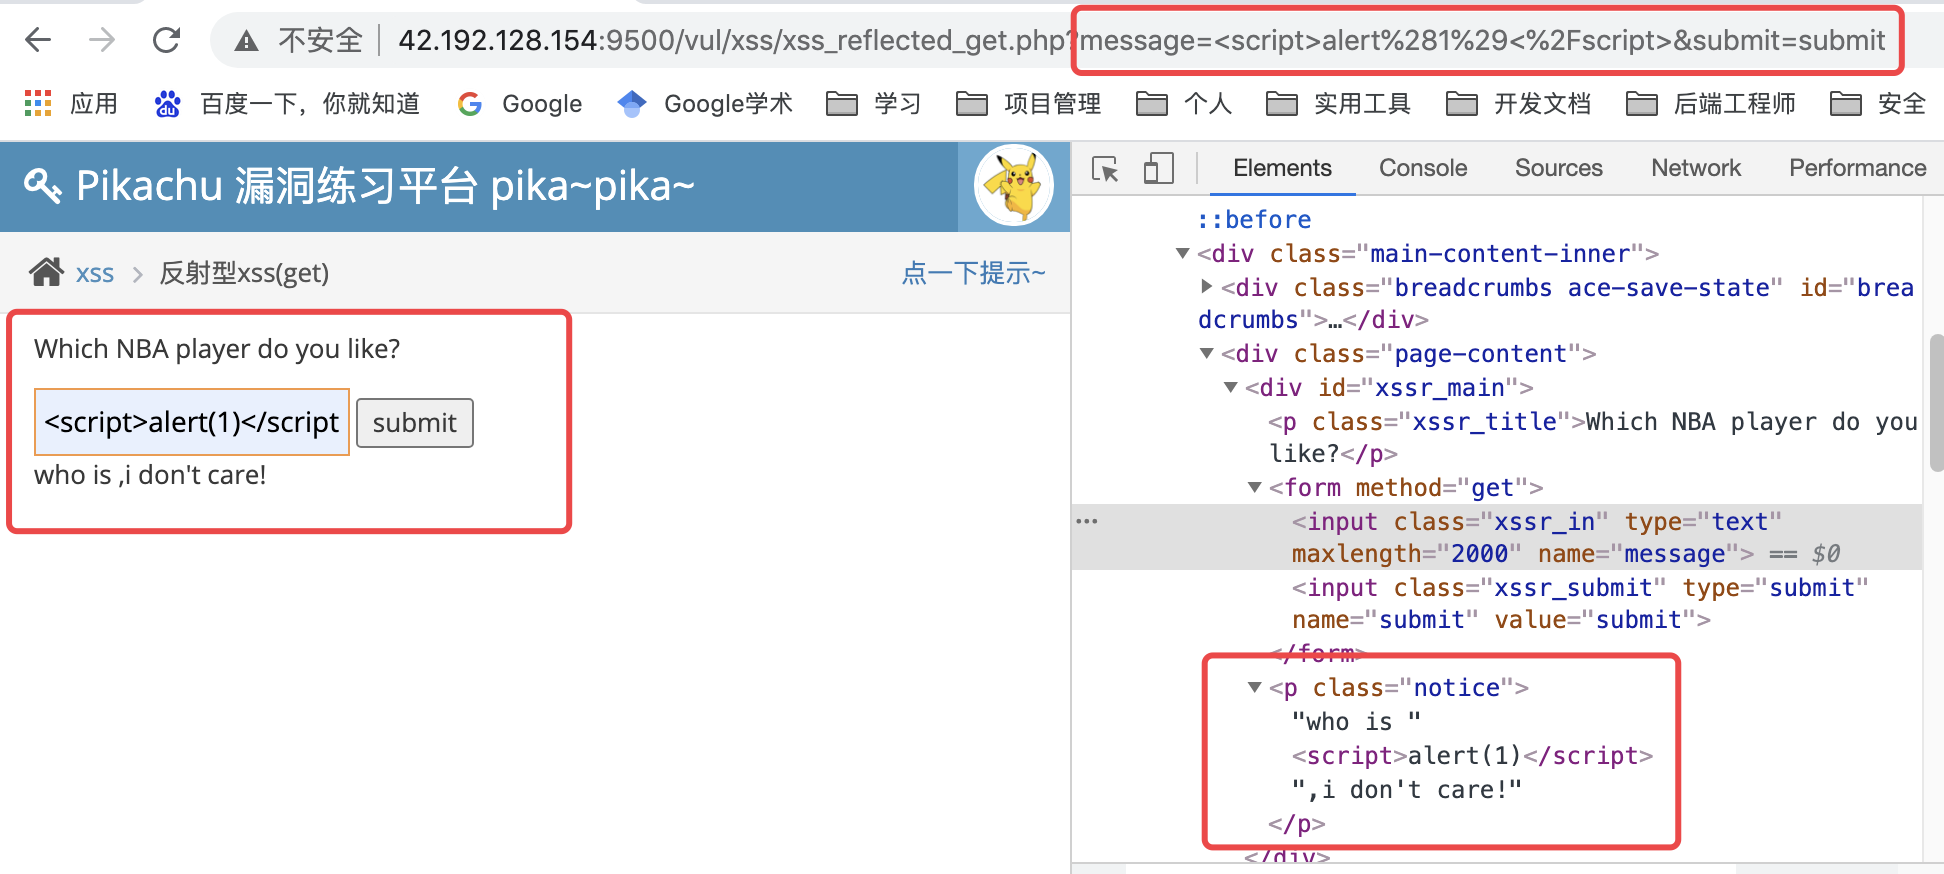 不安全 42.192.128.154:9500/vul/xss/xss_reflected_get.php?message=<script>alert%281%29<%2Fscript>&submit=submit
应用 du 百度一下，你就知道 Google Google学术 学习 项目管理 个人 实用工具 开发文档 后端工程师 安全
Pikachu 漏洞练习平台 pika~pika~
xss > 反射型xss(get) 点一下提示~
Which NBA player do you like?
<script>alert(1)</script submit
who is ,i don't care!
Elements Console Sources Network Performance
::before
<div class="main-content-inner">
<div class="breadcrumbs ace-save-state" id="brea
dcrumbs">…</div>
<div class="page-content">
<div id="xssr_main">
<p class="xssr_title">Which NBA player do you
like?</p>
<form method="get">
<input class="xssr_in" type="text"
maxlength="2000" name="message"> == $0
<input class="xssr_submit" type="submit"
name="submit" value="submit">
</form>
<p class="notice">
"who is "
<script>alert(1)</script>
",i don't care!"
</p>
</div>